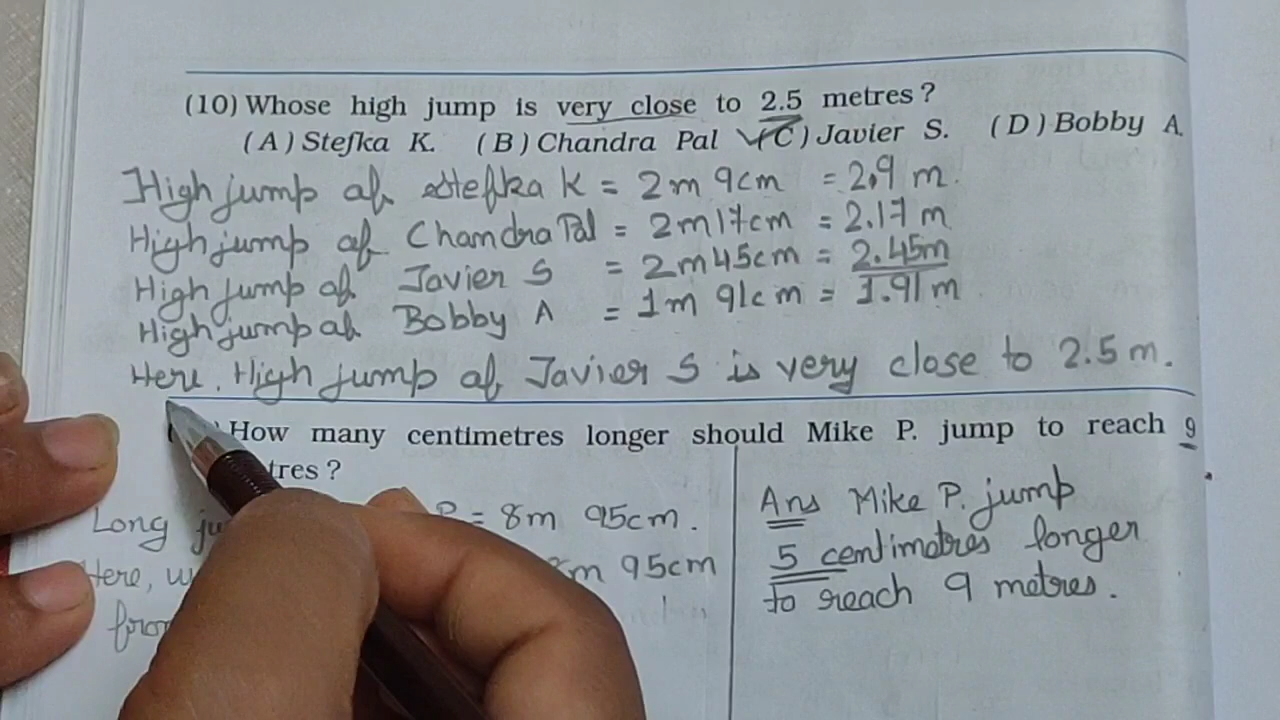 (10) Whose high jump is very close to 2.5 metres?
(A) Stefka K. (B) Chandra Pal (C) Javier S. (D) Bobby A.
High jump of Stefka K = 2m 9cm = 2.9 m.
High jump of Chandra Pal = 2m 17cm = 2.17 m
High jump of Javier S = 2m 45cm = 2.45m
High jump of Bobby A = 1m 91cm = 1.91m
Here, High jump of Javier S is very close to 2.5 m.
How many centimetres longer should Mike P. jump to reach 9
tres?
Long P = 8m 95cm.
Here, m 95cm
from
Ans Mike P. jump
5 centimetres longer
to reach 9 metres.